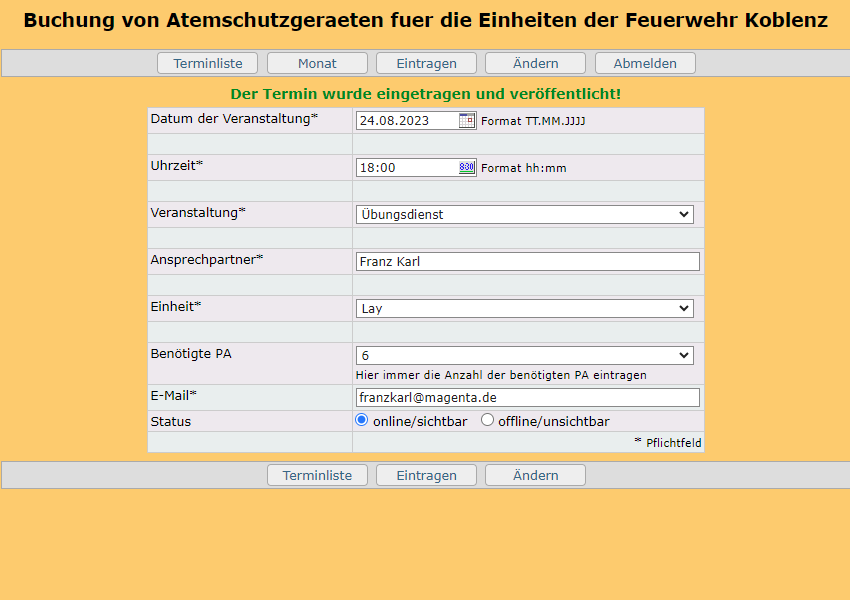 Buchung von Atemschutzgeraeten fuer die Einheiten der Feuerwehr Koblenz
Terminliste Monat Eintragen Ändern Abmelden
Der Termin wurde eingetragen und veröffentlicht!
Datum der Veranstaltung* 24.08.2023 Format TT.MM.JJJJ
Uhrzeit* 18:00 Format hh:mm
Veranstaltung* Übungsdienst
Ansprechpartner* Franz Karl
Einheit* Lay
Benötigte PA 6
Hier immer die Anzahl der benötigten PA eintragen
E-Mail* franzkarl@magenta.de
Status online/sichtbar offline/unsichtbar
* Pflichtfeld
Terminliste Eintragen Ändern